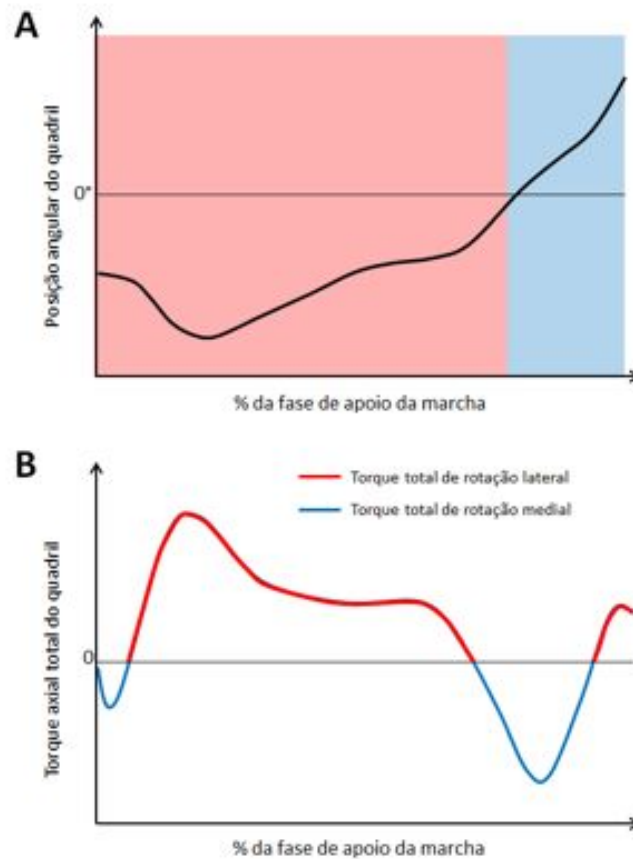 A
Posição angular do quadril
0°
% da fase de apoio da marcha
B
Torque total de rotação lateral
Torque total de rotação medial
Torque axial total do quadril
0
% da fase de apoio da marcha